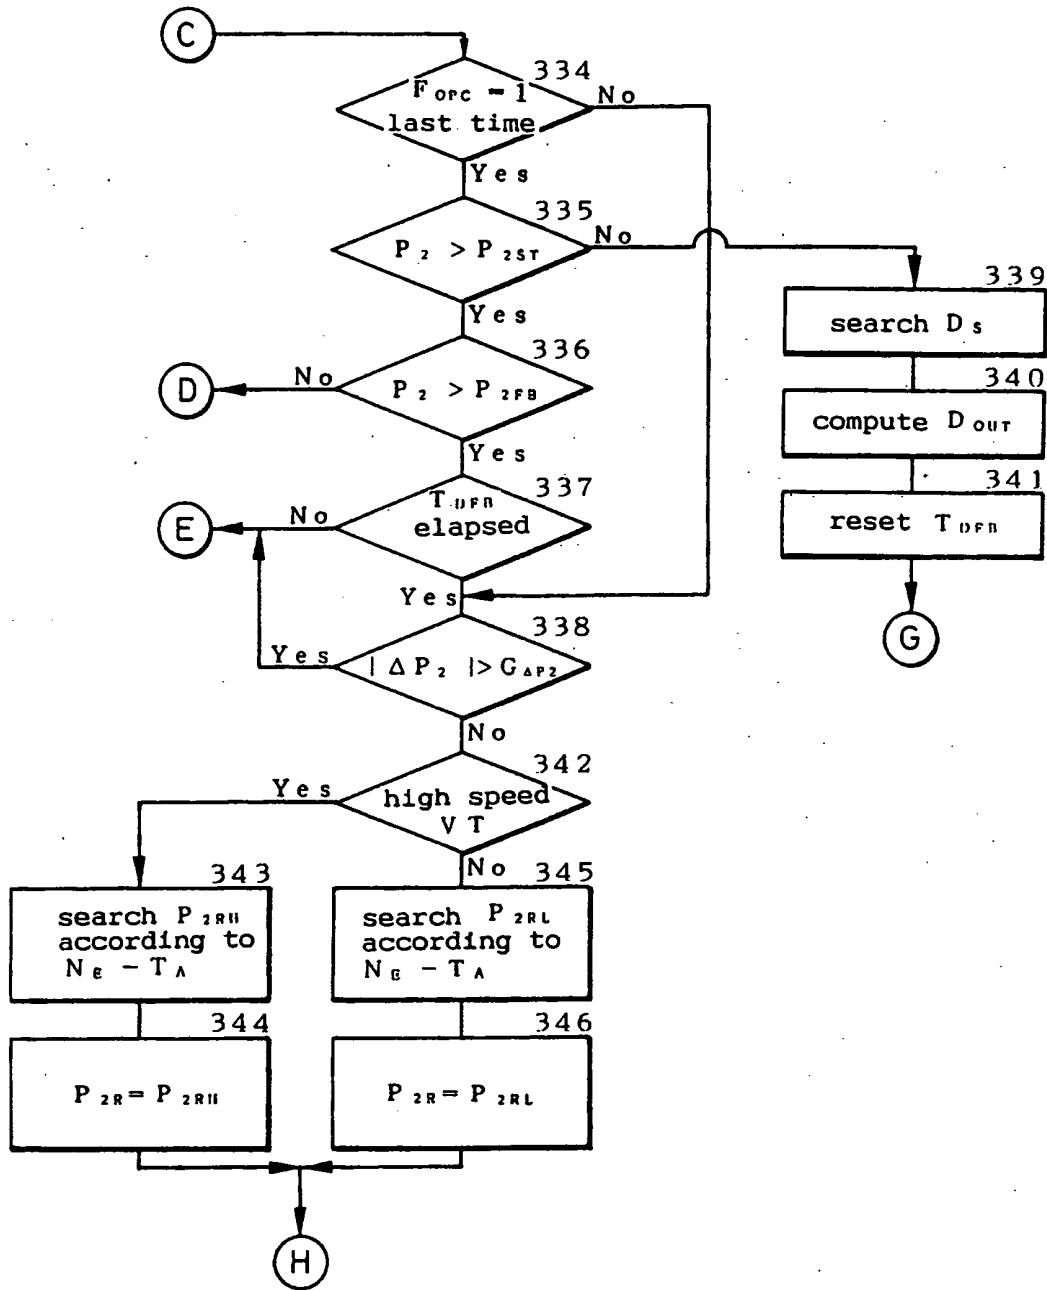 C
334
F OPC = 1
last time
No
Yes
335
P 2 > P 2ST
No
Yes
339
search D S
336
P 2 > P 2FB
No
D
Yes
340
compute D OUT
337
T DFB
elapsed
No
E
Yes
341
reset T DFB
G
338
| Δ P 2 | > G ΔP2
Yes
No
342
high speed
V T
Yes
No
343
search P 2RH
according to
N E - T A
345
search P 2RL
according to
N E - T A
344
P 2R = P 2RH
346
P 2R = P 2RL
H